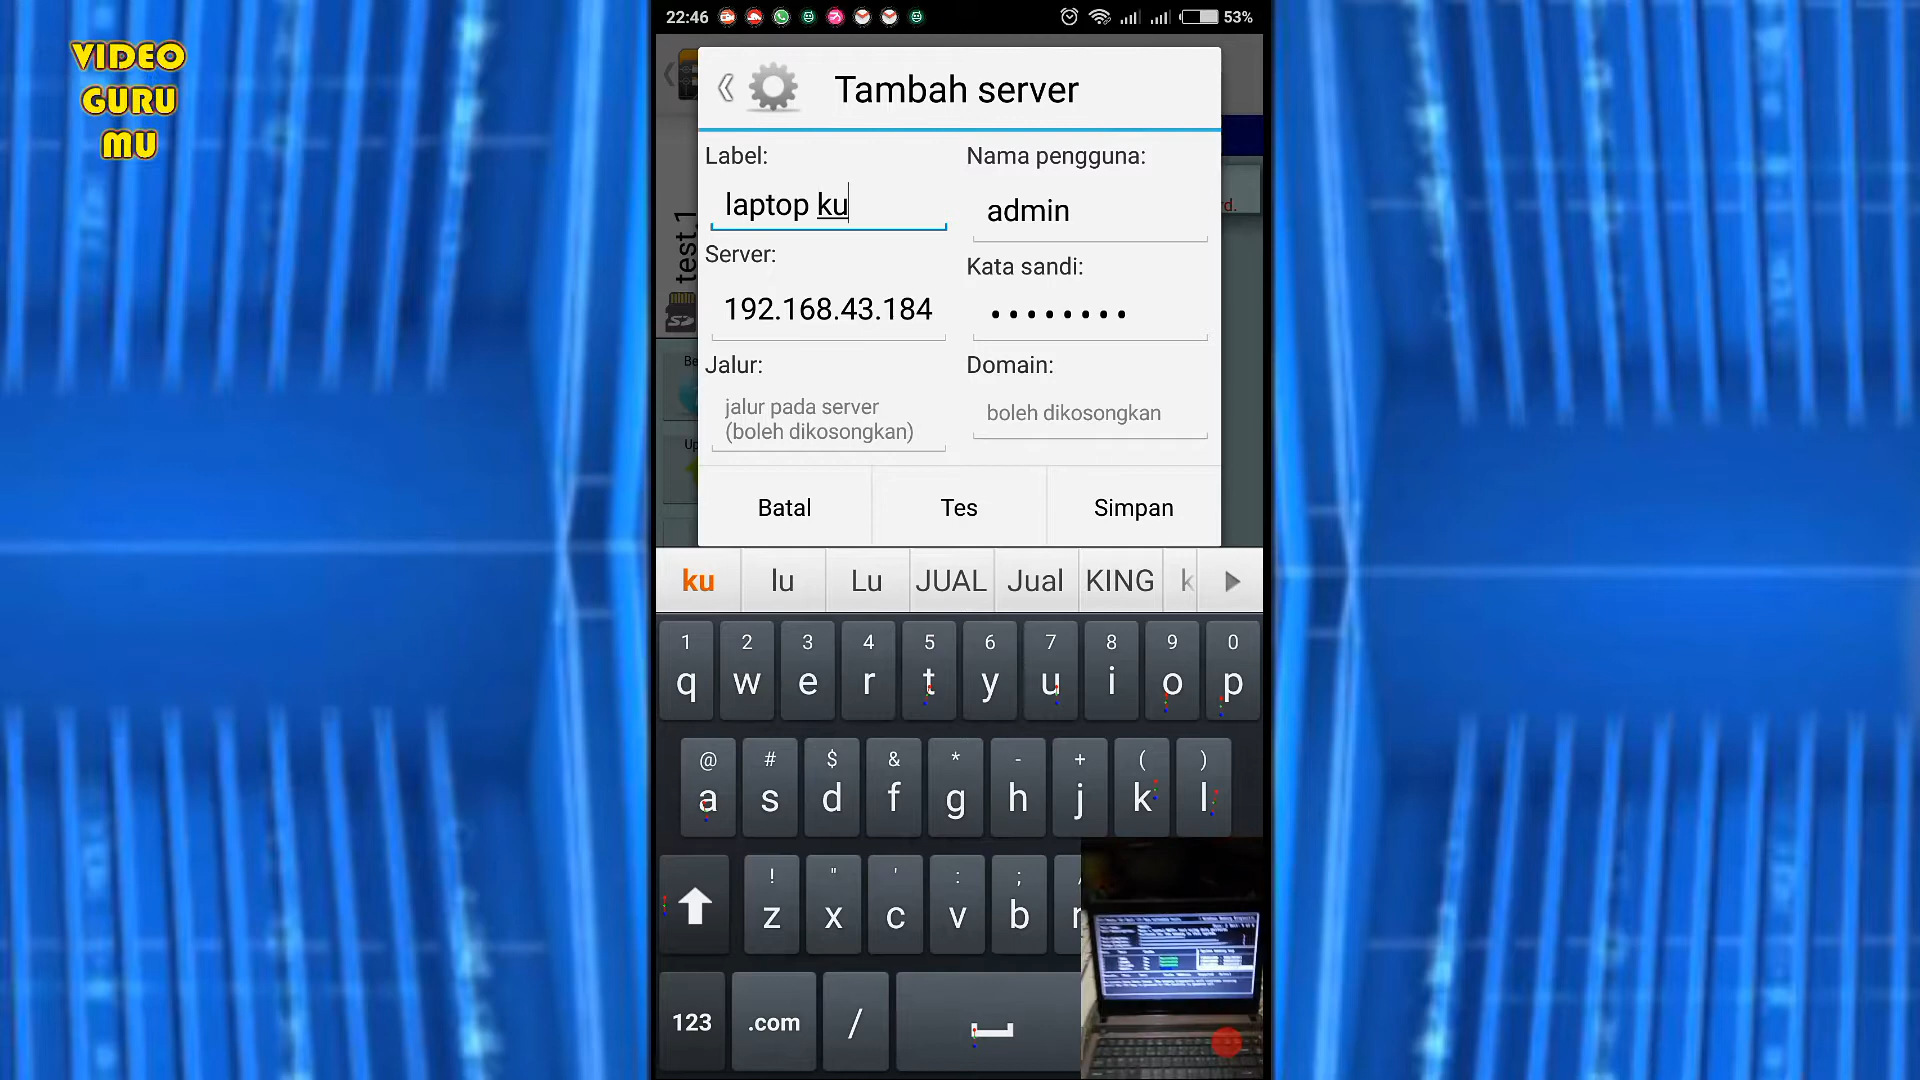 VIDEO
GURU
MU
22:46
53%
Tambah server
Label:
Nama pengguna:
laptop ku
admin
Server:
Kata sandi:
192.168.43.184
••••••••
Jalur:
Domain:
jalur pada server
(boleh dikosongkan)
boleh dikosongkan
Batal
Tes
Simpan
test.1
Be
Up
d.
ku
lu
Lu
JUAL
Jual
KING
k
1 2 3 4 5 6 7 8 9 0
q w e r t y u i o p
@ # $ & * - + ( )
a s d f g h j k l
! " ' : ;
z x c v b
123
.com
/